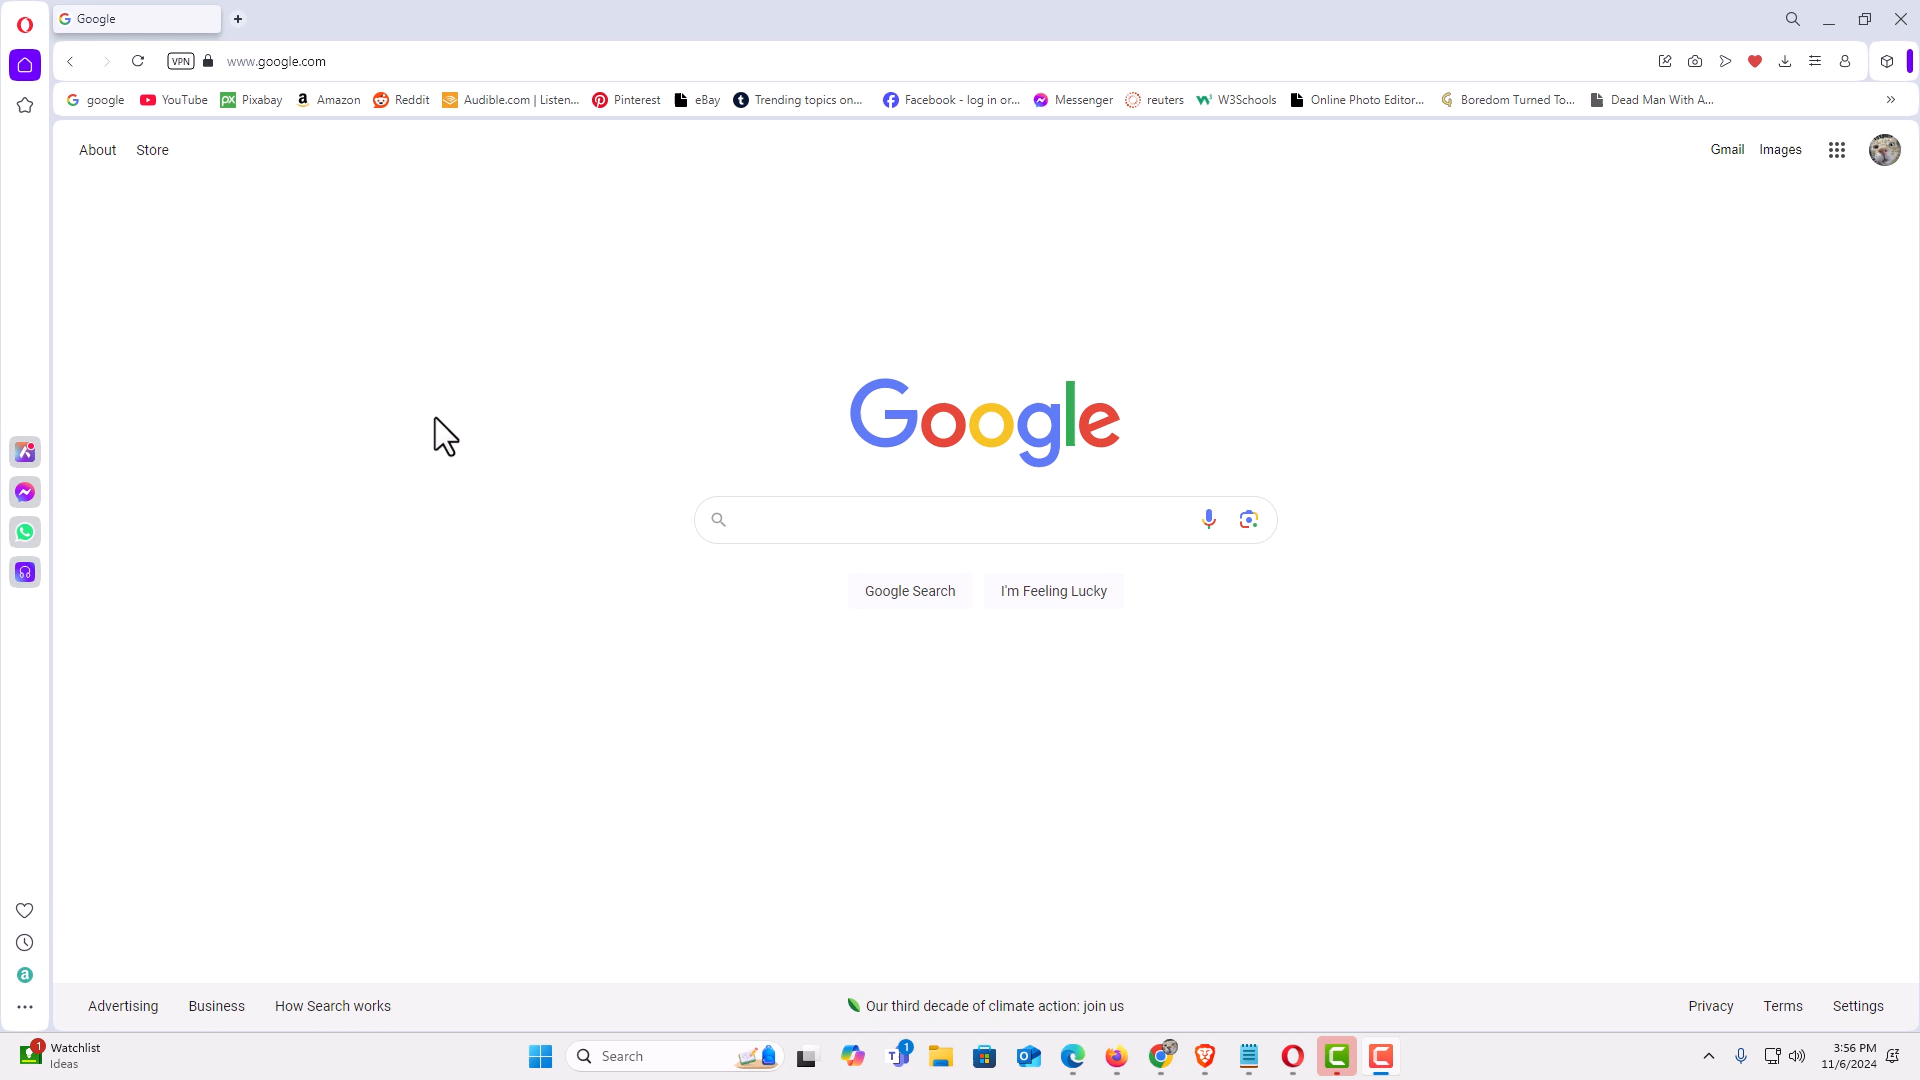 Google
VPN
www.google.com
google
YouTube
Pixabay
Amazon
Reddit
Audible.com | Listen...
Pinterest
eBay
Trending topics on...
Facebook - log in or...
Messenger
reuters
W3Schools
Online Photo Editor...
Boredom Turned To...
Dead Man With A...
About
Store
Gmail
Images
Google
Google Search
I'm Feeling Lucky
Advertising
Business
How Search works
Our third decade of climate action: join us
Privacy
Terms
Settings
1
Watchlist
Ideas
Search
1
3:56 PM
11/6/2024